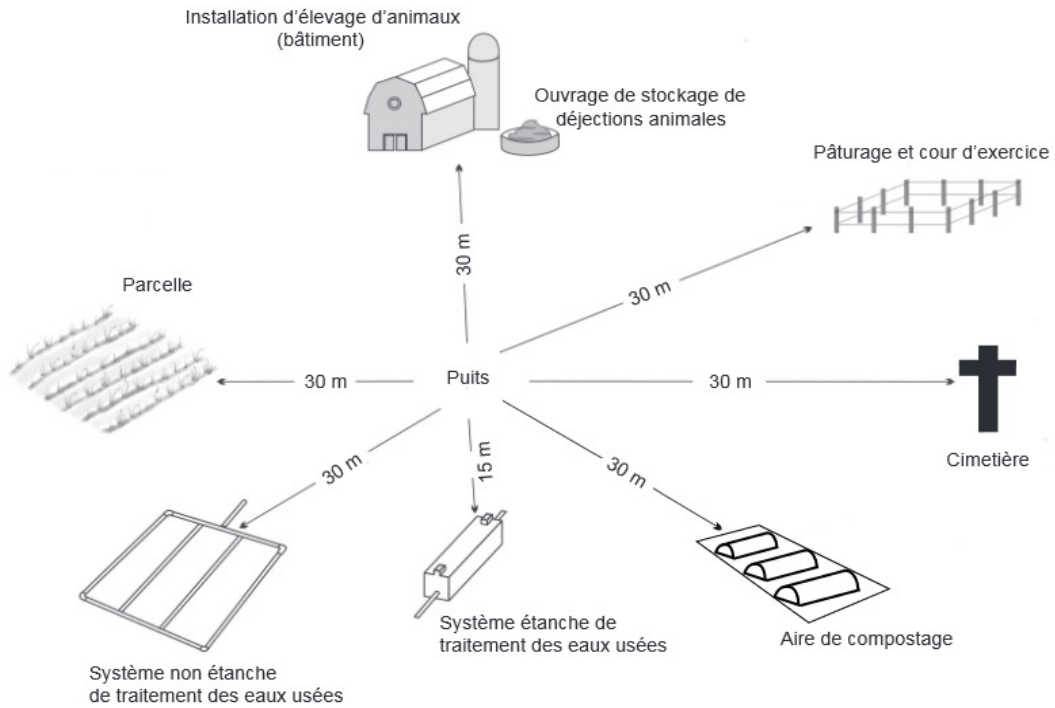 Installation d'élevage d'animaux
(bâtiment)
Ouvrage de stockage de
déjections animales
Pâturage et cour d'exercice
30 m
30 m
Parcelle
30 m
Puits
30 m
Cimetière
30 m
15 m
30 m
Système étanche de
traitement des eaux usées
Aire de compostage
Système non étanche
de traitement des eaux usées